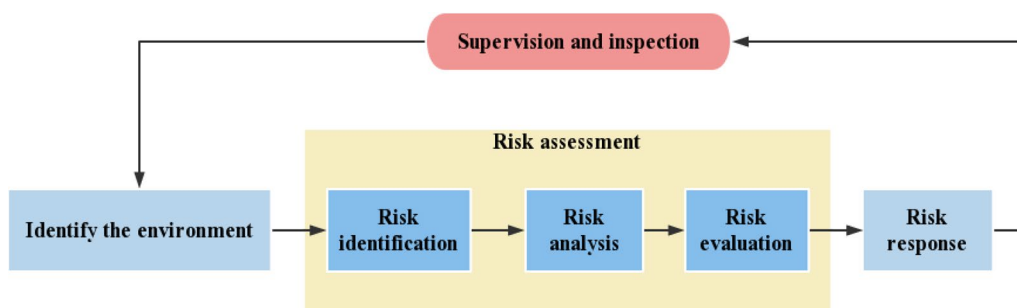 Supervision and inspection
Risk assessment
Identify the environment
Risk
identification
Risk
analysis
Risk
evaluation
Risk
response